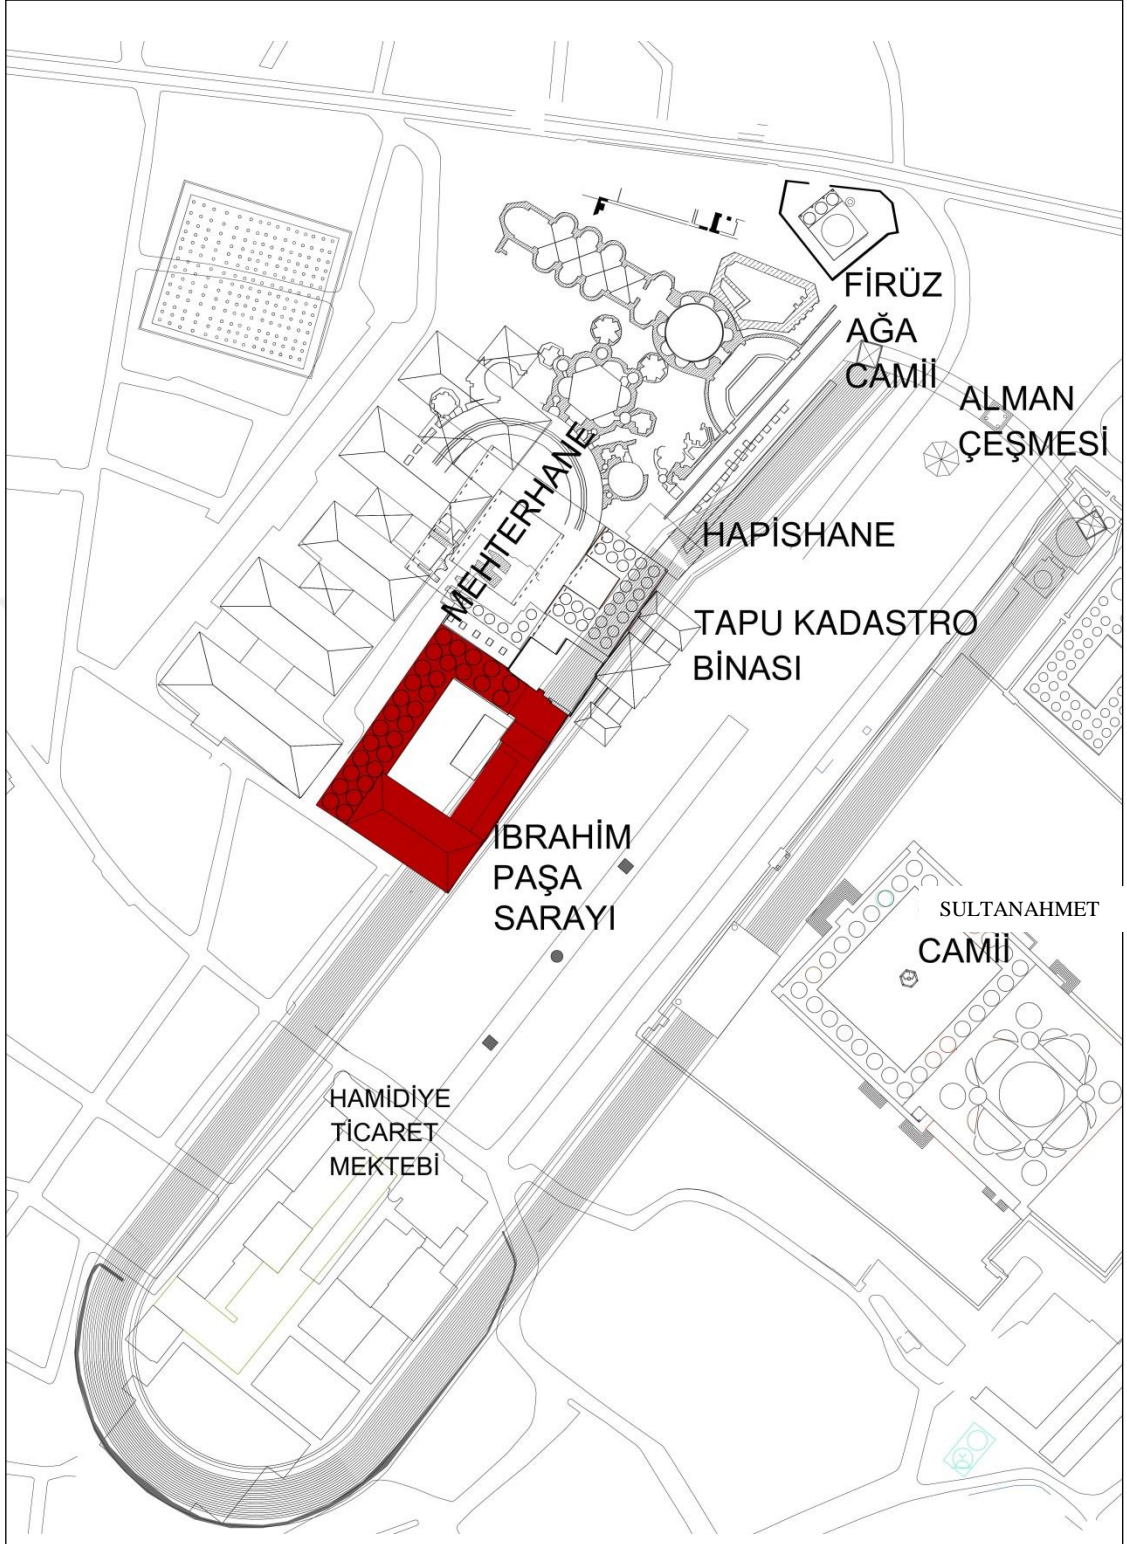 FİRÜZ
AĞA
CAMİİ
ALMAN
ÇEŞMESİ
MEHTERHANE
HAPİSHANE
TAPU KADASTRO
BİNASI
İBRAHİM
PAŞA
SARAYI
SULTANAHMET
CAMİİ
HAMİDİYE
TİCARET
MEKTEBİ